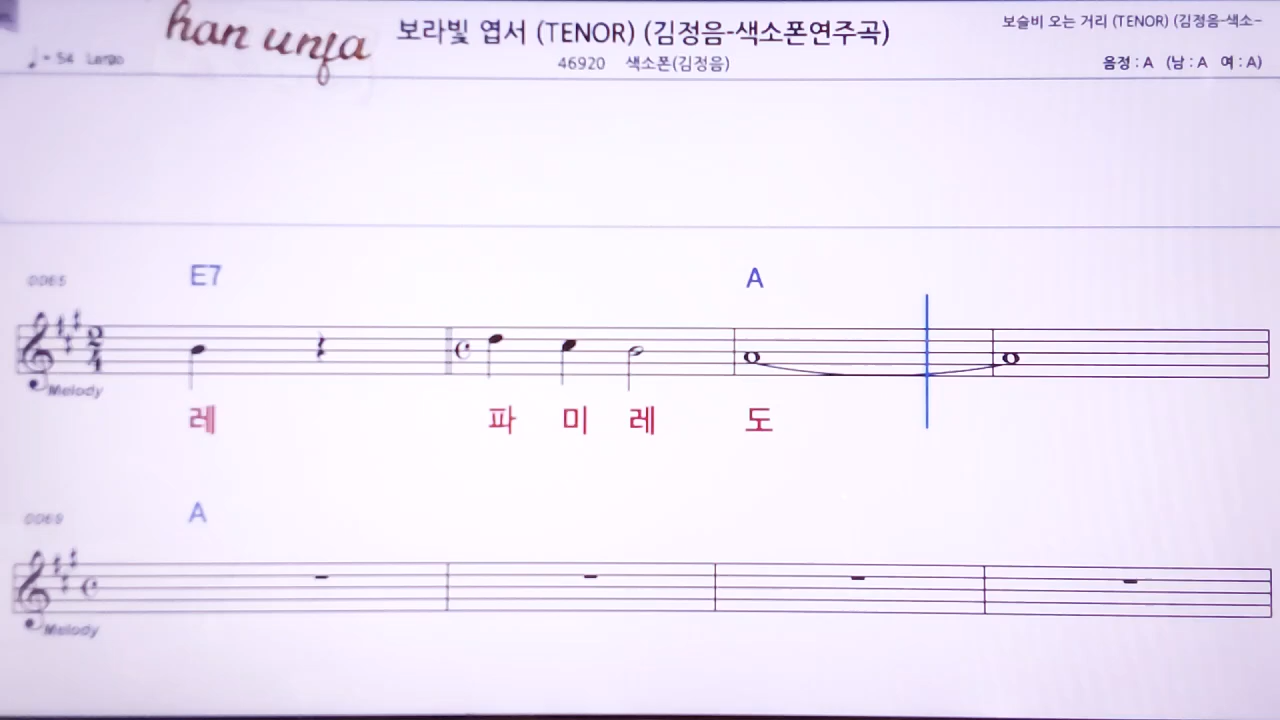 han unja
보라빛 엽서 (TENOR) (김정음-색소폰연주곡)
보슬비 오는 거리 (TENOR) (김정음-색소-
♩= 54 Largo
46920 색소폰(김정음)
음정 : A (남 : A 여 : A)
0065
E7 A
2
4
Melody
레 파 미 레 도
0069
A
Melody